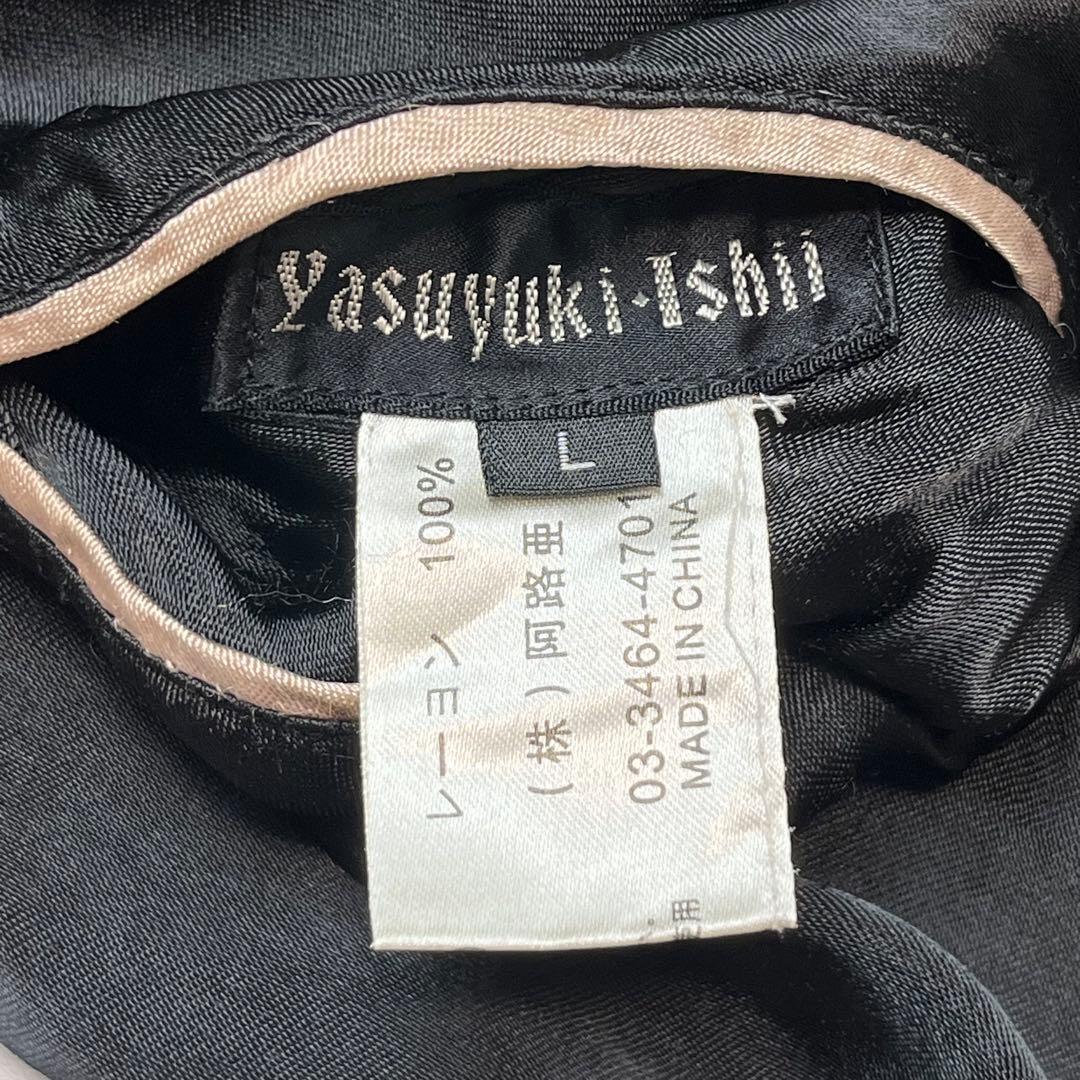 Yasuyuki·Ishii
L
レーヨン 100%
(株)阿路亜
03-3464-4701
MADE IN CHINA